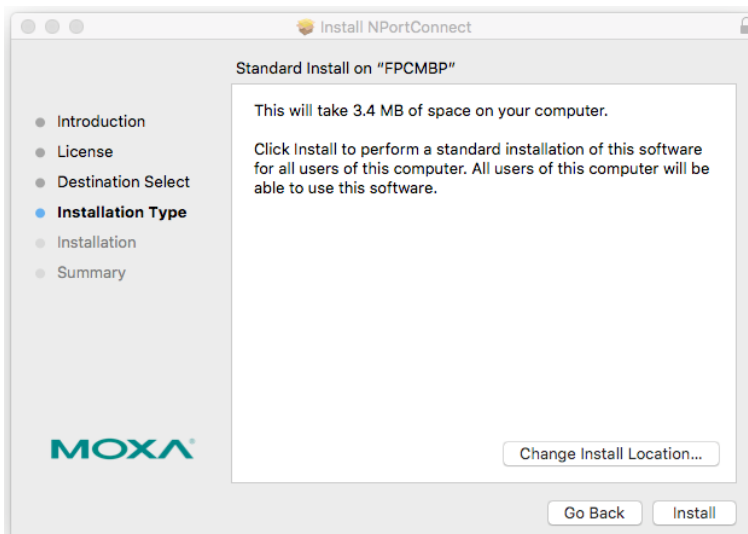 Install NPortConnect
Standard Install on “FPCMBP”
Introduction
License
Destination Select
Installation Type
Installation
Summary
This will take 3.4 MB of space on your computer.
Click Install to perform a standard installation of this software
for all users of this computer. All users of this computer will be
able to use this software.
MOXA®
Change Install Location...
Go Back
Install